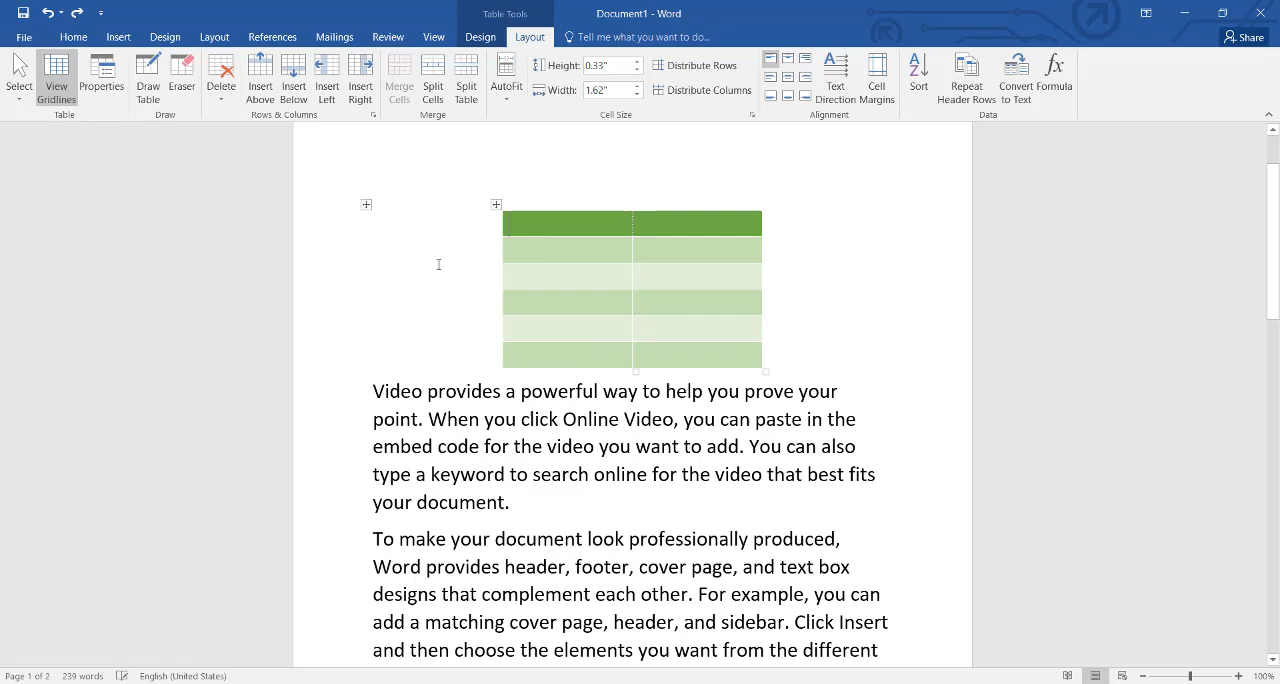 Table Tools
Document1 - Word
File
Home
Insert
Design
Layout
References
Mailings
Review
View
Design
Layout
Tell me what you want to do...
Share
Select
View Gridlines
Properties
Draw Table
Eraser
Delete
Insert Above
Insert Below
Insert Left
Insert Right
Merge Cells
Split Cells
Split Table
AutoFit
Height: 0.33"
Width: 1.62"
Distribute Rows
Distribute Columns
Text Direction
Cell Margins
A Z
Sort
Repeat Header Rows
Convert to Text
fx
Formula
Table
Draw
Rows & Columns
Merge
Cell Size
Alignment
Data
Video provides a powerful way to help you prove your
point. When you click Online Video, you can paste in the
embed code for the video you want to add. You can also
type a keyword to search online for the video that best fits
your document.
To make your document look professionally produced,
Word provides header, footer, cover page, and text box
designs that complement each other. For example, you can
add a matching cover page, header, and sidebar. Click Insert
and then choose the elements you want from the different
Page 1 of 2
239 words
English (United States)
100%